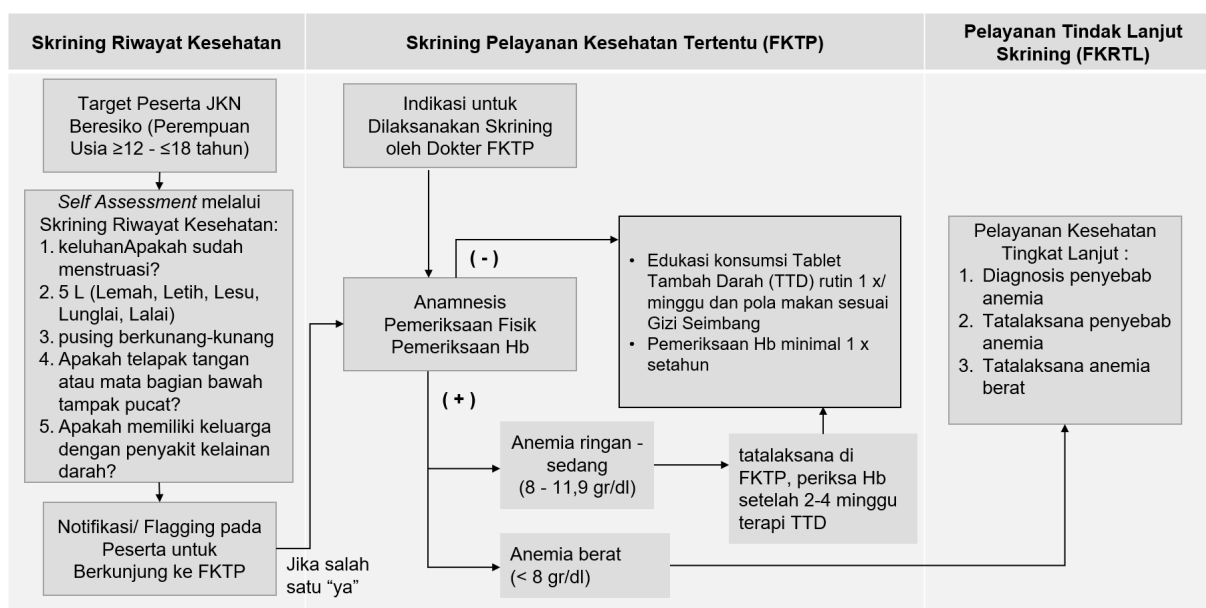 Skrining Riwayat Kesehatan
Skrining Pelayanan Kesehatan Tertentu (FKTP)
Pelayanan Tindak Lanjut
Skrining (FKRTL)
Target Peserta JKN
Beresiko (Perempuan
Usia ≥12 - ≤18 tahun)
Self Assessment melalui
Skrining Riwayat Kesehatan:
1. keluhanApakah sudah
menstruasi?
2. 5 L (Lemah, Letih, Lesu,
Lunglai, Lalai)
3. pusing berkunang-kunang
4. Apakah telapak tangan
atau mata bagian bawah
tampak pucat?
5. Apakah memiliki keluarga
dengan penyakit kelainan
darah?
Notifikasi/ Flagging pada
Peserta untuk
Berkunjung ke FKTP
Jika salah
satu “ya”
Indikasi untuk
Dilaksanakan Skrining
oleh Dokter FKTP
Anamnesis
Pemeriksaan Fisik
Pemeriksaan Hb
( - )
( + )
• Edukasi konsumsi Tablet
Tambah Darah (TTD) rutin 1 x/
minggu dan pola makan sesuai
Gizi Seimbang
• Pemeriksaan Hb minimal 1 x
setahun
Anemia ringan -
sedang
(8 - 11,9 gr/dl)
tatalaksana di
FKTP, periksa Hb
setelah 2-4 minggu
terapi TTD
Anemia berat
(< 8 gr/dl)
Pelayanan Kesehatan
Tingkat Lanjut :
1. Diagnosis penyebab
anemia
2. Tatalaksana penyebab
anemia
3. Tatalaksana anemia
berat